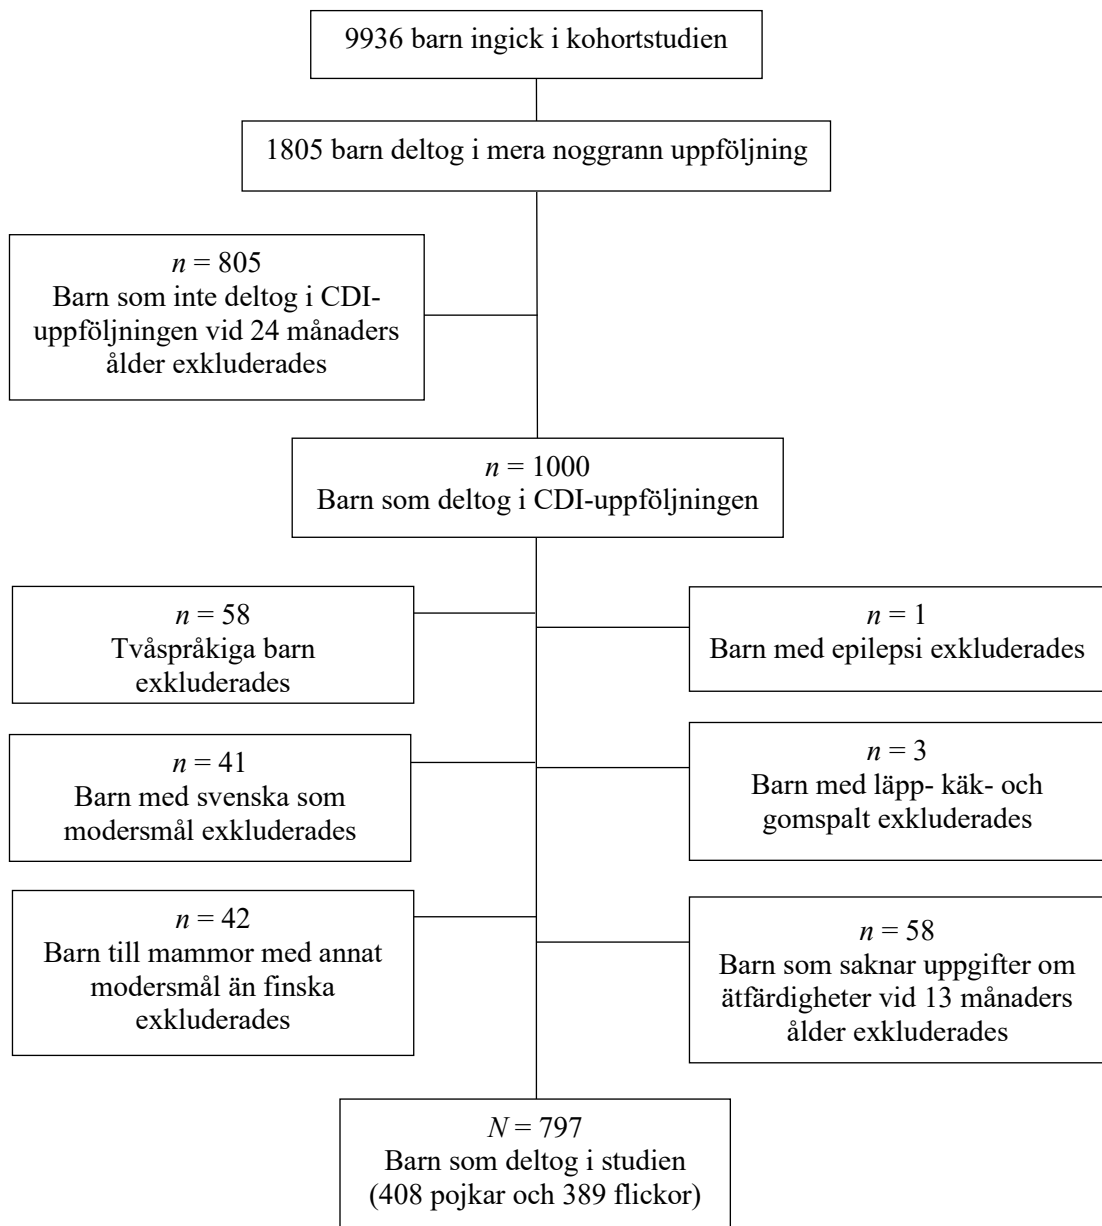 9936 barn ingick i kohortstudien
1805 barn deltog i mera noggrann uppföljning
n = 805
Barn som inte deltog i CDI-
uppföljningen vid 24 månaders
ålder exkluderades
n = 1000
Barn som deltog i CDI-uppföljningen
n = 58
Tvåspråkiga barn
exkluderades
n = 1
Barn med epilepsi exkluderades
n = 41
Barn med svenska som
modersmål exkluderades
n = 3
Barn med läpp- käk- och
gomspalt exkluderades
n = 42
Barn till mammor med annat
modersmål än finska
exkluderades
n = 58
Barn som saknar uppgifter om
ätfärdigheter vid 13 månaders
ålder exkluderades
N = 797
Barn som deltog i studien
(408 pojkar och 389 flickor)